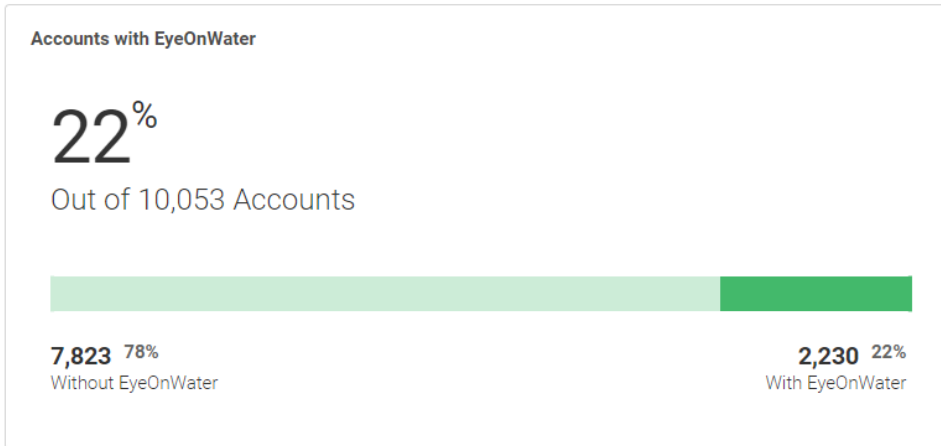 Accounts with EyeOnWater
22%
Out of 10,053 Accounts
7,823 78%
Without EyeOnWater
2,230 22%
With EyeOnWater